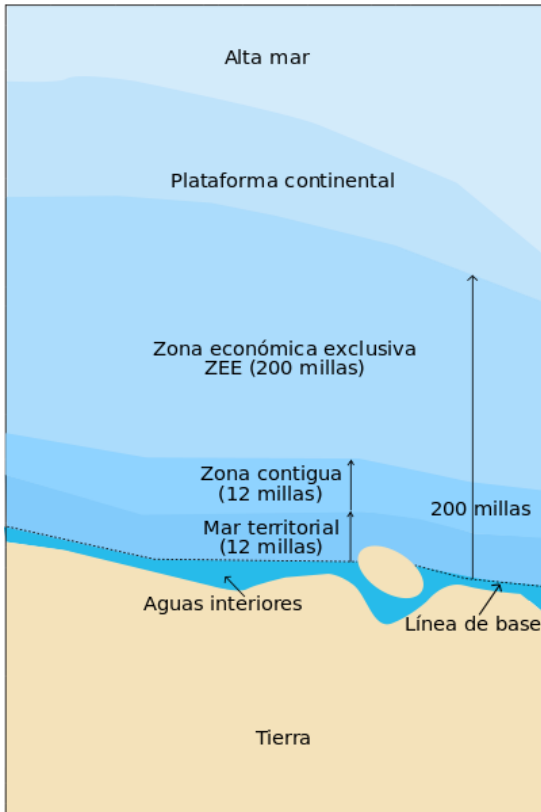 Alta mar
Plataforma continental
Zona económica exclusiva
ZEE (200 millas)
Zona contigua
(12 millas)
200 millas
Mar territorial
(12 millas)
Aguas interiores
Línea de base
Tierra